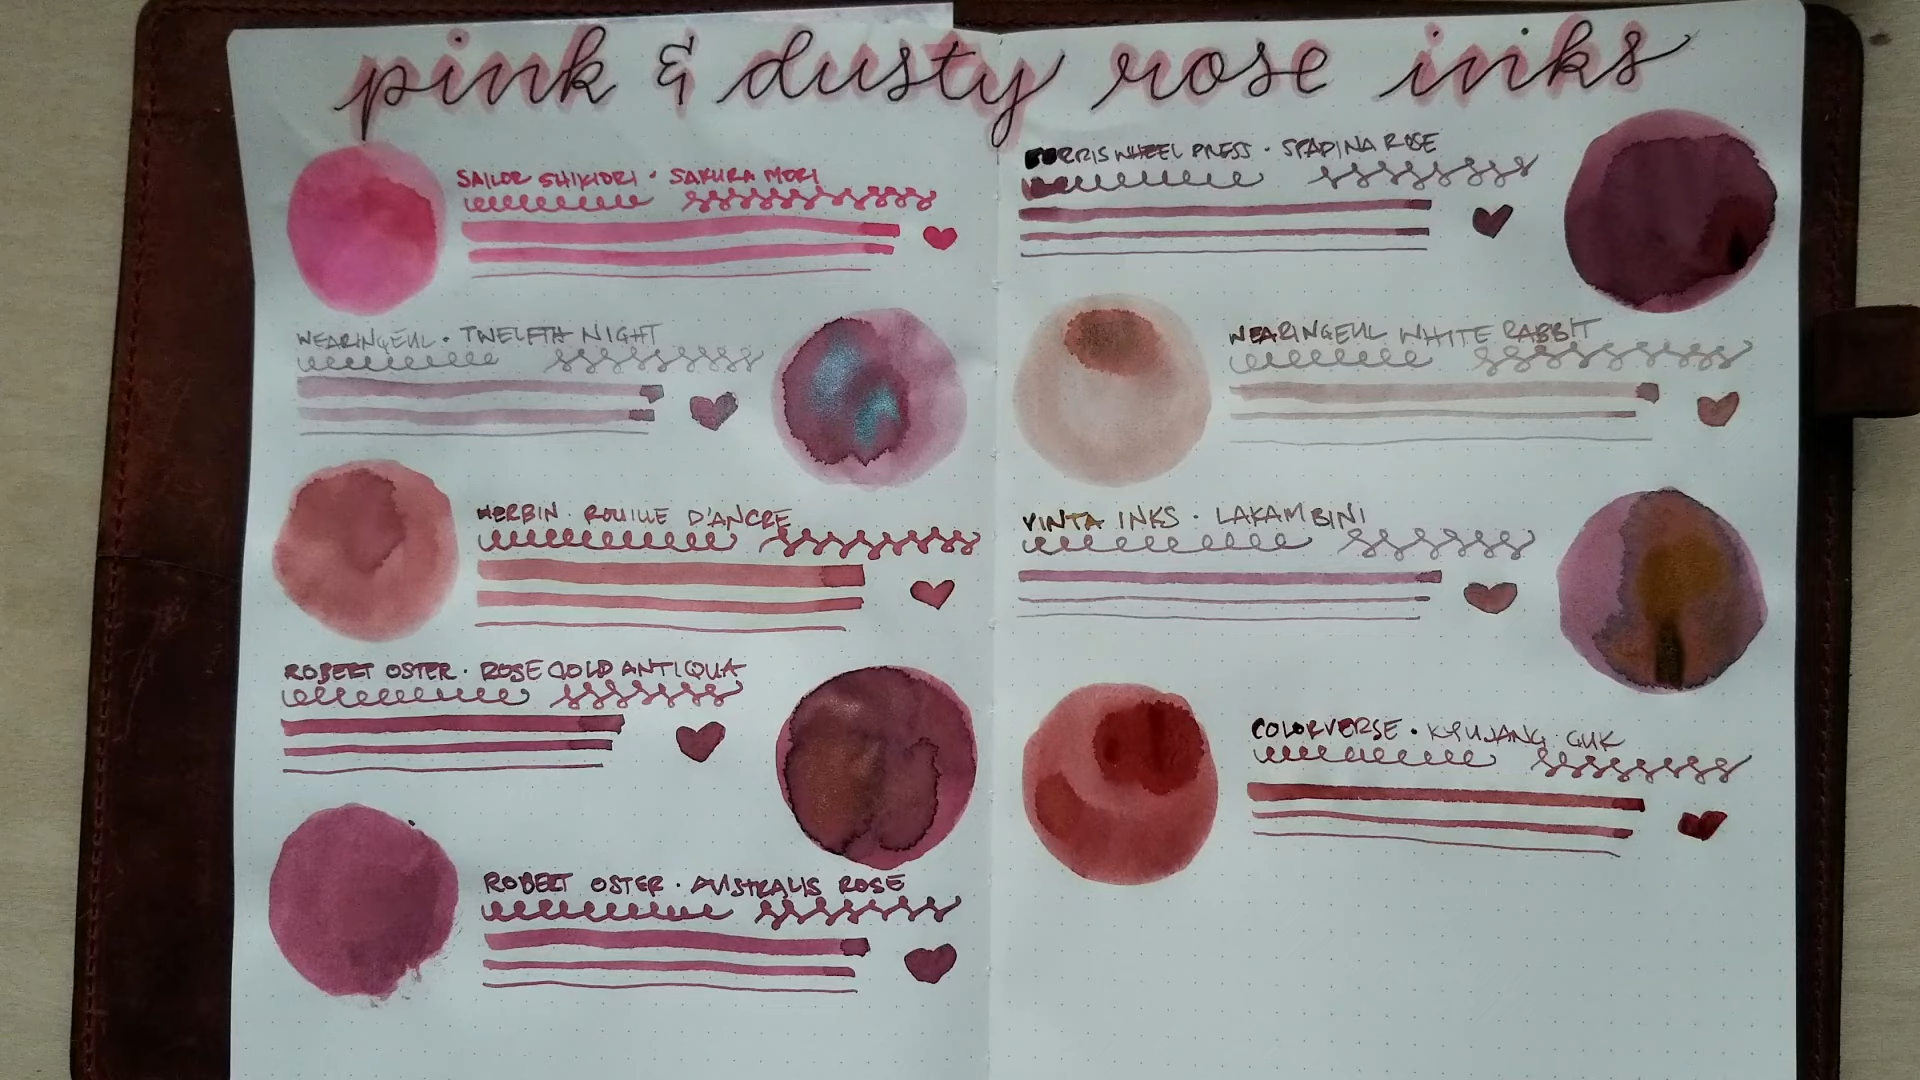 pink & dusty rose inks
SAILOR SHIKIORI · SAKURA MORI
WEARINGEUL · TWELFTH NIGHT
HERBIN · ROUILLE D'ANCRE
ROBERT OSTER · ROSE GOLD ANTIQUA
ROBERT OSTER · AUSTRALIS ROSE
FERRIS WHEEL PRESS · SPADINA ROSE
WEARINGEUL WHITE RABBIT
VINTA INKS · LAKAMBINI
COLORVERSE · GUK